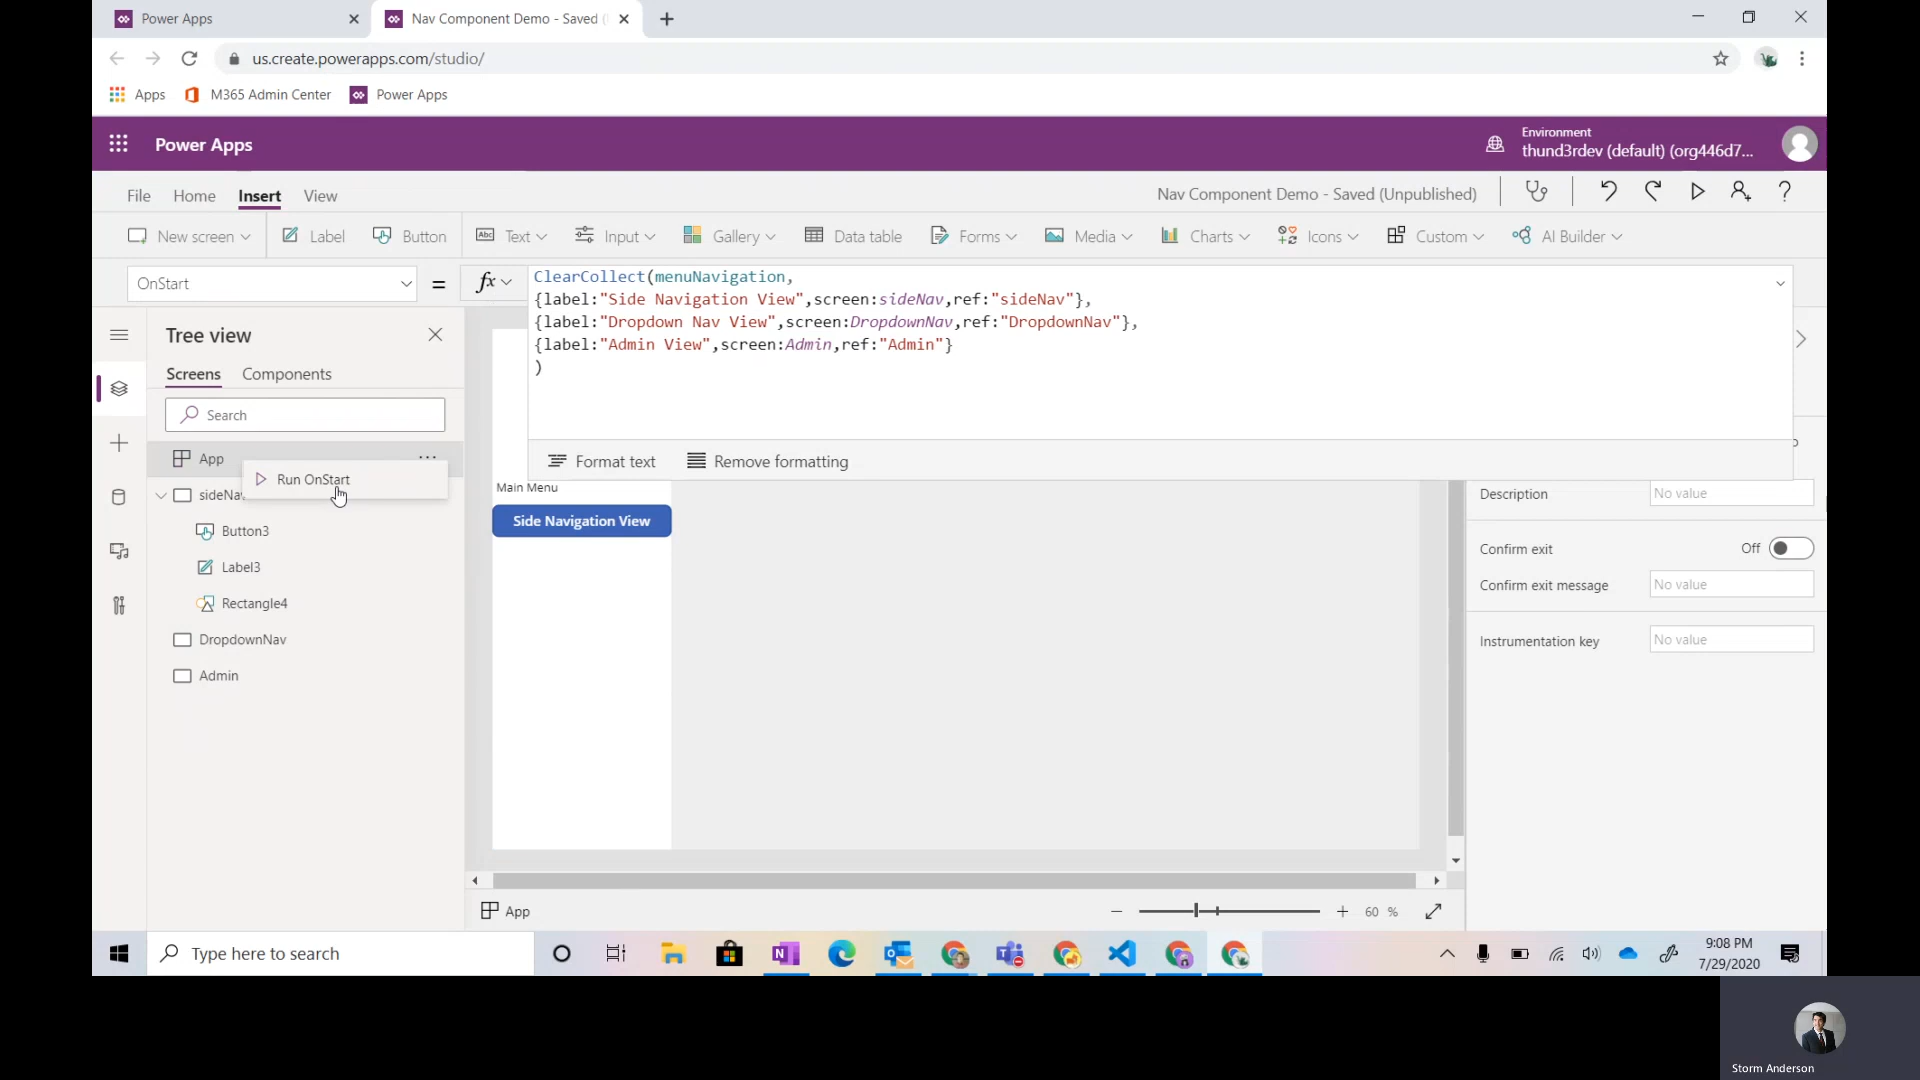 Power Apps
Nav Component Demo - Saved (
us.create.powerapps.com/studio/
Apps
M365 Admin Center
Power Apps
Power Apps
Environment
thund3rdev (default) (org446d7...
File
Home
Insert
View
Nav Component Demo - Saved (Unpublished)
New screen
Label
Button
Text
Input
Gallery
Data table
Forms
Media
Charts
Icons
Custom
AI Builder
OnStart
=
fx
ClearCollect(menuNavigation,
{label:"Side Navigation View",screen:sideNav,ref:"sideNav"},
{label:"Dropdown Nav View",screen:DropdownNav,ref:"DropdownNav"},
{label:"Admin View",screen:Admin,ref:"Admin"}
)
Format text
Remove formatting
Tree view
Screens
Components
Search
App
Run OnStart
sideNa
Button3
Label3
Rectangle4
DropdownNav
Admin
Main Menu
Side Navigation View
Description
No value
Confirm exit
Off
Confirm exit message
No value
Instrumentation key
No value
App
60 %
Type here to search
9:08 PM
7/29/2020
Storm Anderson